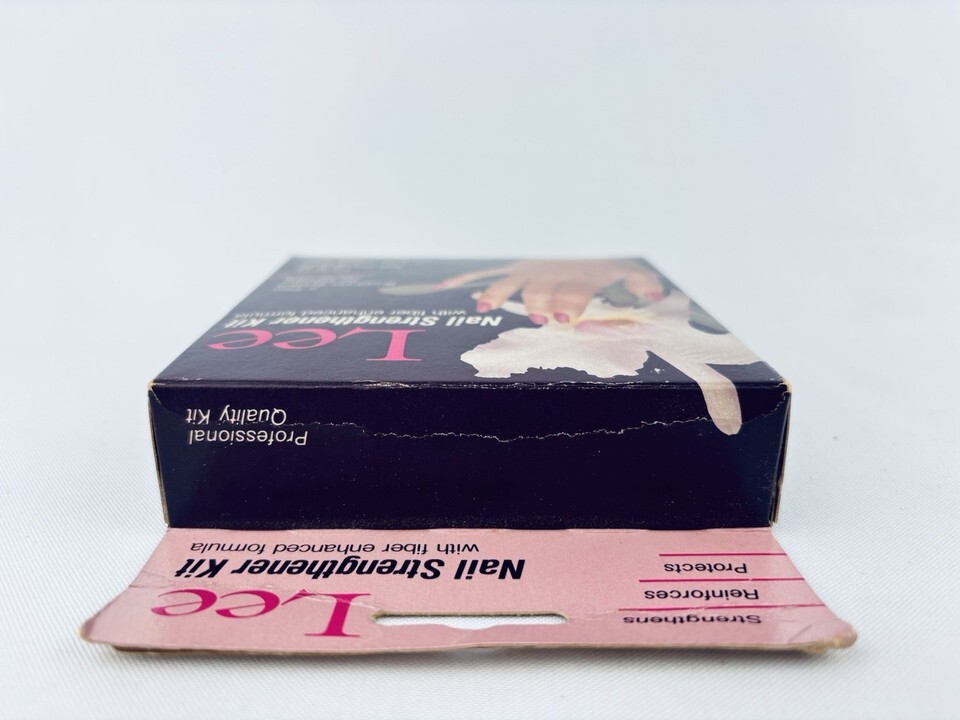 Strengthens
Reinforces
Protects
Lee
Nail Strengthener Kit
with fiber enhanced formula
Professional
Quality Kit
Lee
Nail Strengthener Kit
with fiber enhanced formula